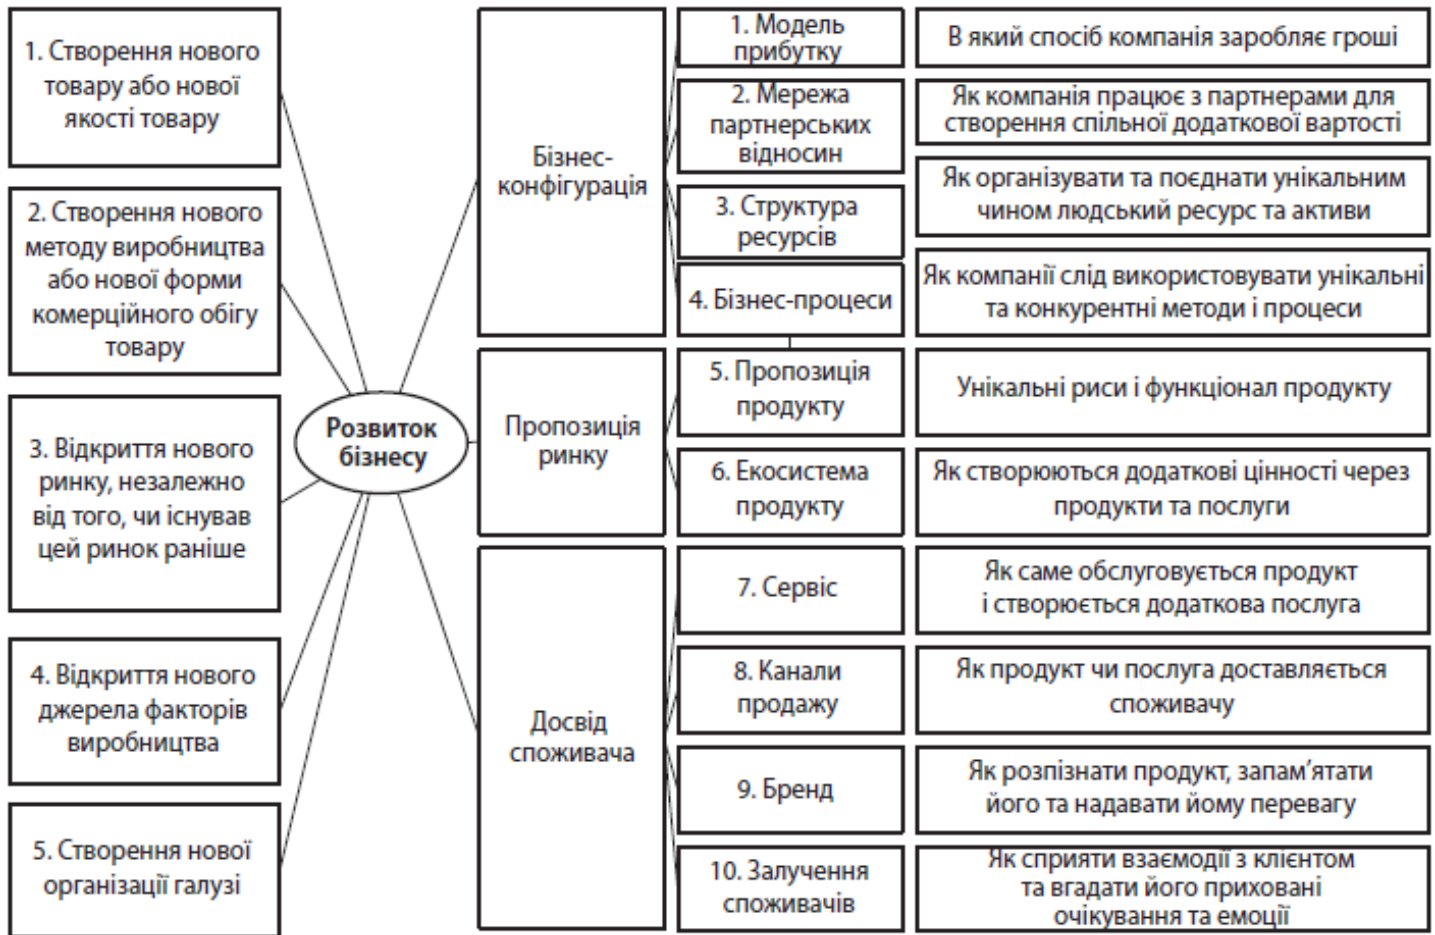 1. Створення нового
товару або нової
якості товару
2. Створення нового
методу виробництва
або нової форми
комерційного обігу
товару
3. Відкриття нового
ринку, незалежно
від того, чи існував
цей ринок раніше
4. Відкриття нового
джерела факторів
виробництва
5. Створення нової
організації галузі
Розвиток
бізнесу
Бізнес-
конфігурація
1. Модель
прибутку
В який спосіб компанія заробляє гроші
2. Мережа
партнерських
відносин
Як компанія працює з партнерами для
створення спільної додаткової вартості
3. Структура
ресурсів
Як організувати та поєднати унікальним
чином людський ресурс та активи
4. Бізнес-процеси
Як компанії слід використовувати унікальні
та конкурентні методи і процеси
Пропозиція
ринку
5. Пропозиція
продукту
Унікальні риси і функціонал продукту
6. Екосистема
продукту
Як створюються додаткові цінності через
продукти та послуги
Досвід
споживача
7. Сервіс
Як саме обслуговується продукт
і створюється додаткова послуга
8. Канали
продажу
Як продукт чи послуга доставляється
споживачу
9. Бренд
Як розпізнати продукт, запам’ятати
його та надавати йому перевагу
10. Залучення
споживачів
Як сприяти взаємодії з клієнтом
та вгадати його приховані
очікування та емоції